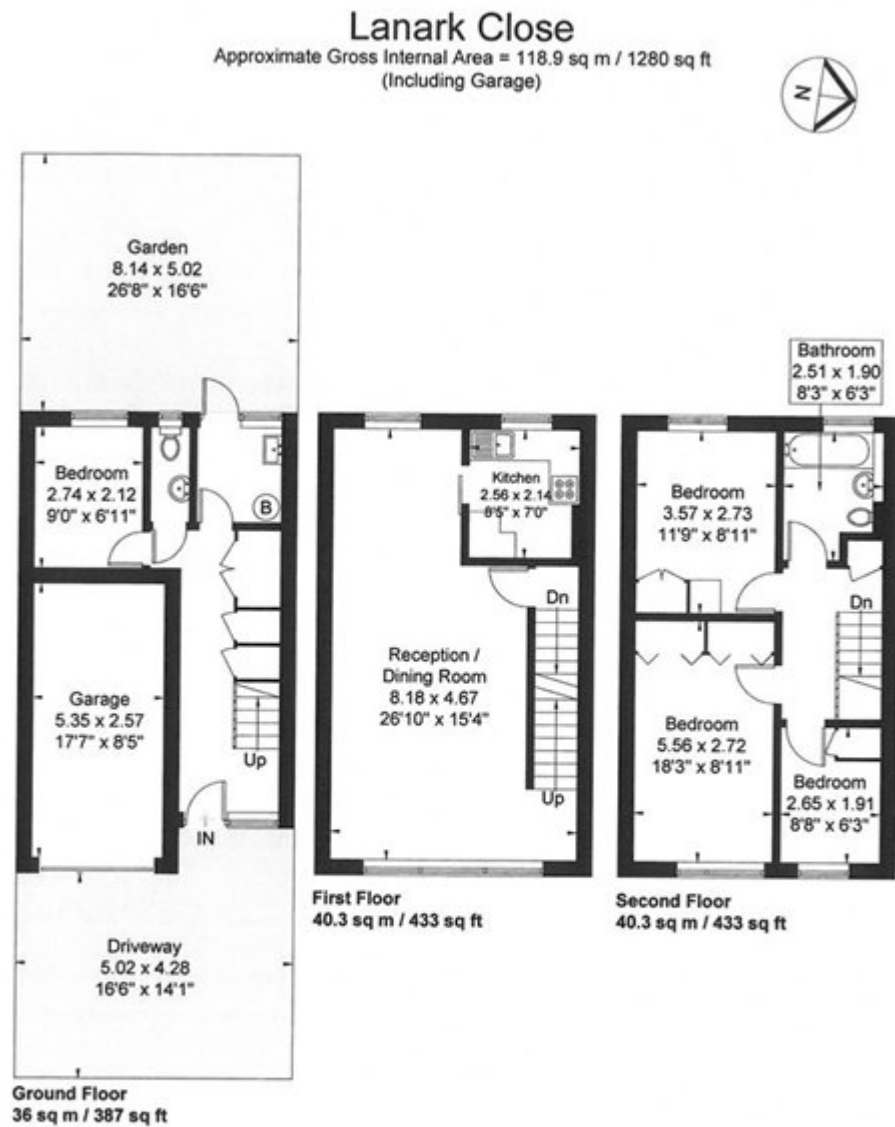 Lanark Close
Approximate Gross Internal Area = 118.9 sq m / 1280 sq ft
(Including Garage)
N
Garden
8.14 x 5.02
26'8" x 16'6"
Bedroom
2.74 x 2.12
9'0" x 6'11"
B
Garage
5.35 x 2.57
17'7" x 8'5"
Up
IN
Driveway
5.02 x 4.28
16'6" x 14'1"
Ground Floor
36 sq m / 387 sq ft
Kitchen
2.56 x 2.14
8'5" x 7'0"
Dn
Reception /
Dining Room
8.18 x 4.67
26'10" x 15'4"
Up
First Floor
40.3 sq m / 433 sq ft
Bathroom
2.51 x 1.90
8'3" x 6'3"
Bedroom
3.57 x 2.73
11'9" x 8'11"
Dn
Bedroom
5.56 x 2.72
18'3" x 8'11"
Bedroom
2.65 x 1.91
8'8" x 6'3"
Second Floor
40.3 sq m / 433 sq ft